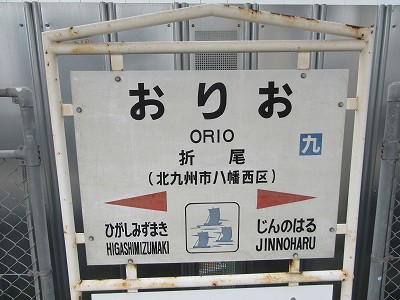 おりお
ORIO
折尾
九
(北九州市八幡西区)
ひがしみずまき
HIGASHIMIZUMAKI
じんのはる
JINNOHARU